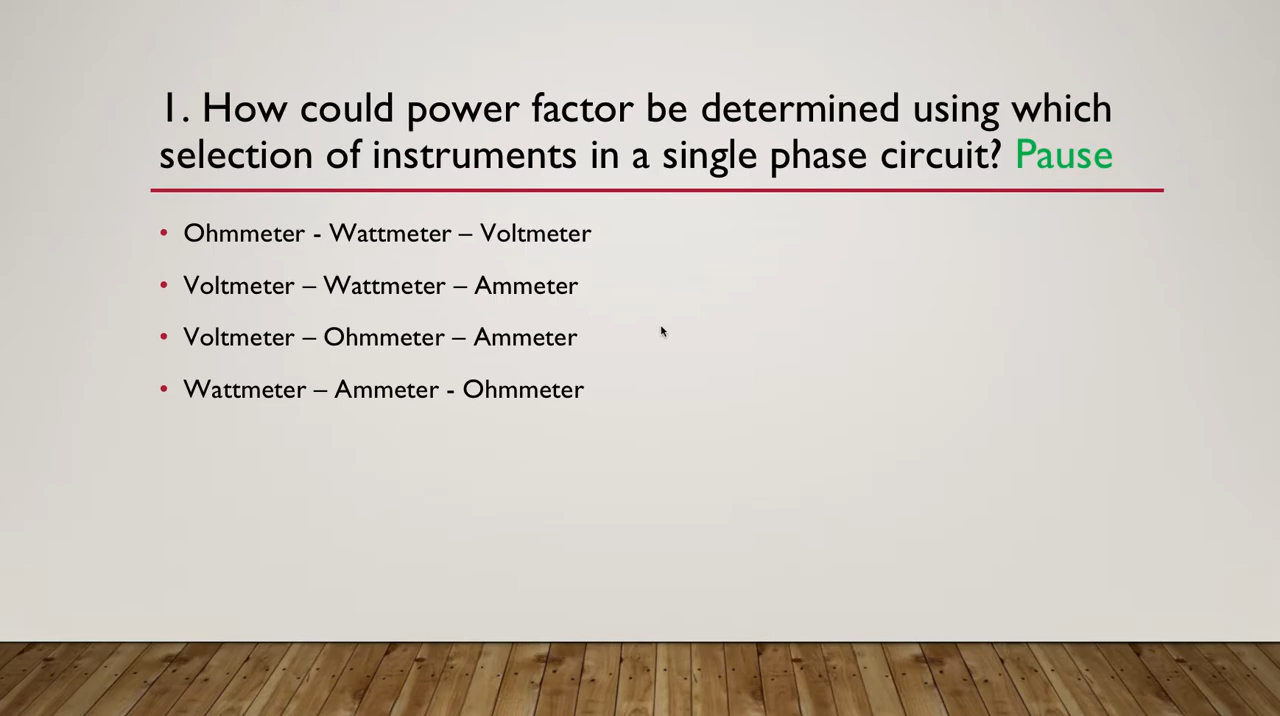 1. How could power factor be determined using which
selection of instruments in a single phase circuit? Pause
• Ohmmeter - Wattmeter – Voltmeter
• Voltmeter – Wattmeter – Ammeter
• Voltmeter – Ohmmeter – Ammeter
• Wattmeter – Ammeter - Ohmmeter